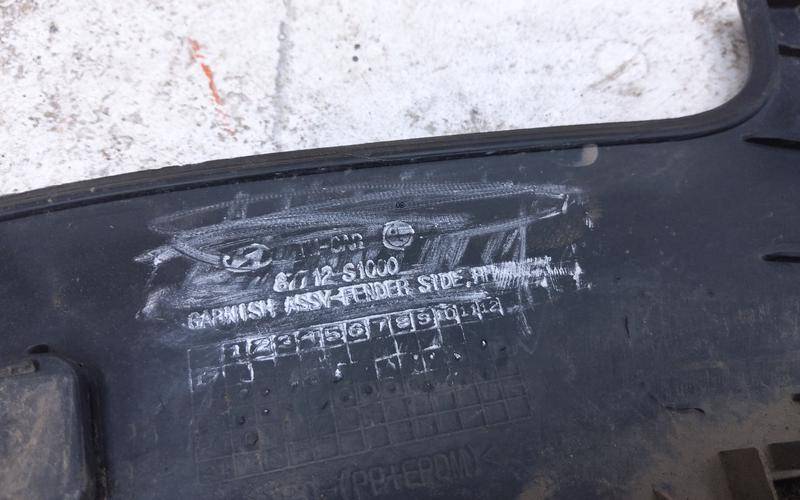 87712-S1000
GARNISH ASSY-FENDER SIDE,
1 2 3 4 5 6 7 8 9 10 11 12
(PP+EPDM)<